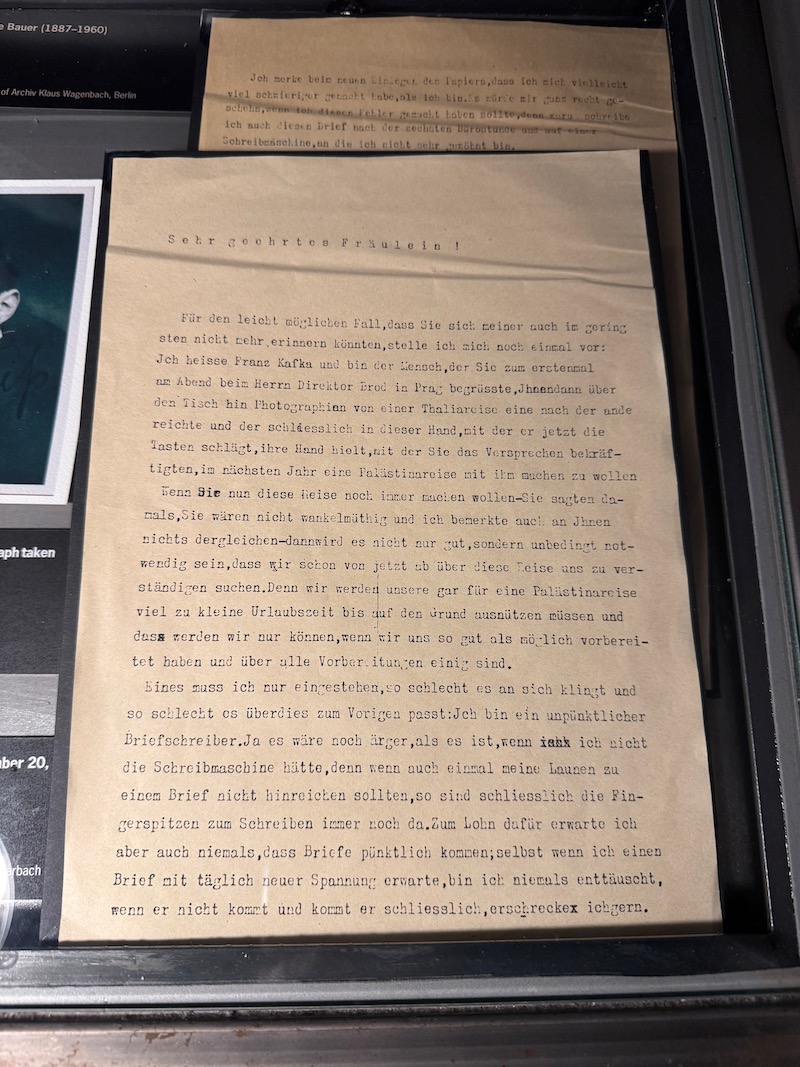 e Bauer (1887–1960)
of Archiv Klaus Wagenbach, Berlin
Jch merke beim neuen Einlegen des Papiers,dass ich mich vielleicht
viel schwieriger gemacht habe,als ich bin.Es würde mir ganz recht ge-
schehn,wenn ich diesen Fehler gemacht haben sollte,denn warum schreibe
ich auch diesen Brief nach der sechsten Bürostunde und auf einer
Schreibmaschine,an die ich nicht sehr gewöhnt bin.
Sehr geehrtes Fräulein !
Für den leicht möglichen Fall,dass Sie sich meiner auch im gering
sten nicht mehr erinnern könnten,stelle ich mich noch einmal vor:
Jch heisse Franz Kafka und bin der Mensch,der Sie zum erstenmal
am Abend beim Herrn Direktor Brod in Prag begrüsste,Jhnendann über
den Tisch hin Photographien von einer Thaliareise eine nach der ande
reichte und der schliesslich in dieser Hand,mit der er jetzt die
Tasten schlägt,ihre Hand hielt,mit der Sie das Versprechen bekräf-
tigten,im nächsten Jahr eine Palästinareise mit ihm machen zu wollen
Wenn Sie nun diese Reise noch immer machen wollen-Sie sagten da-
mals,Sie wären nicht wankelmüthig und ich bemerkte auch an Jhnen
nichts dergleichen-dannwird es nicht nur gut,sondern unbedingt not-
wendig sein,dass wir schon von jetzt ab über diese Reise uns zu ver-
ständigen suchen.Denn wir werden unsere gar für eine Palästinareise
viel zu kleine Urlaubszeit bis auf den Grund ausnützen müssen und
dass werden wir nur können,wenn wir uns so gut als möglich vorberei-
tet haben und über alle Vorbereitungen einig sind.
Eines muss ich nur eingestehen,so schlecht es an sich klingt und
so schlecht es überdies zum Vorigen passt:Jch bin ein unpünktlicher
Briefschreiber.Ja es wäre noch ärger,als es ist,wenn ich nicht
die Schreibmaschine hätte,denn wenn auch einmal meine Launen zu
einem Brief nicht hinreichen sollten,so sind schliesslich die Fin-
gerspitzen zum Schreiben immer noch da.Zum Lohn dafür erwarte ich
aber auch niemals,dass Briefe pünktlich kommen;selbst wenn ich einen
Brief mit täglich neuer Spannung erwarte,bin ich niemals enttäuscht,
wenn er nicht kommt und kommt er schliesslich,erschreckex ichgern.
aph taken
ber 20,
arbach